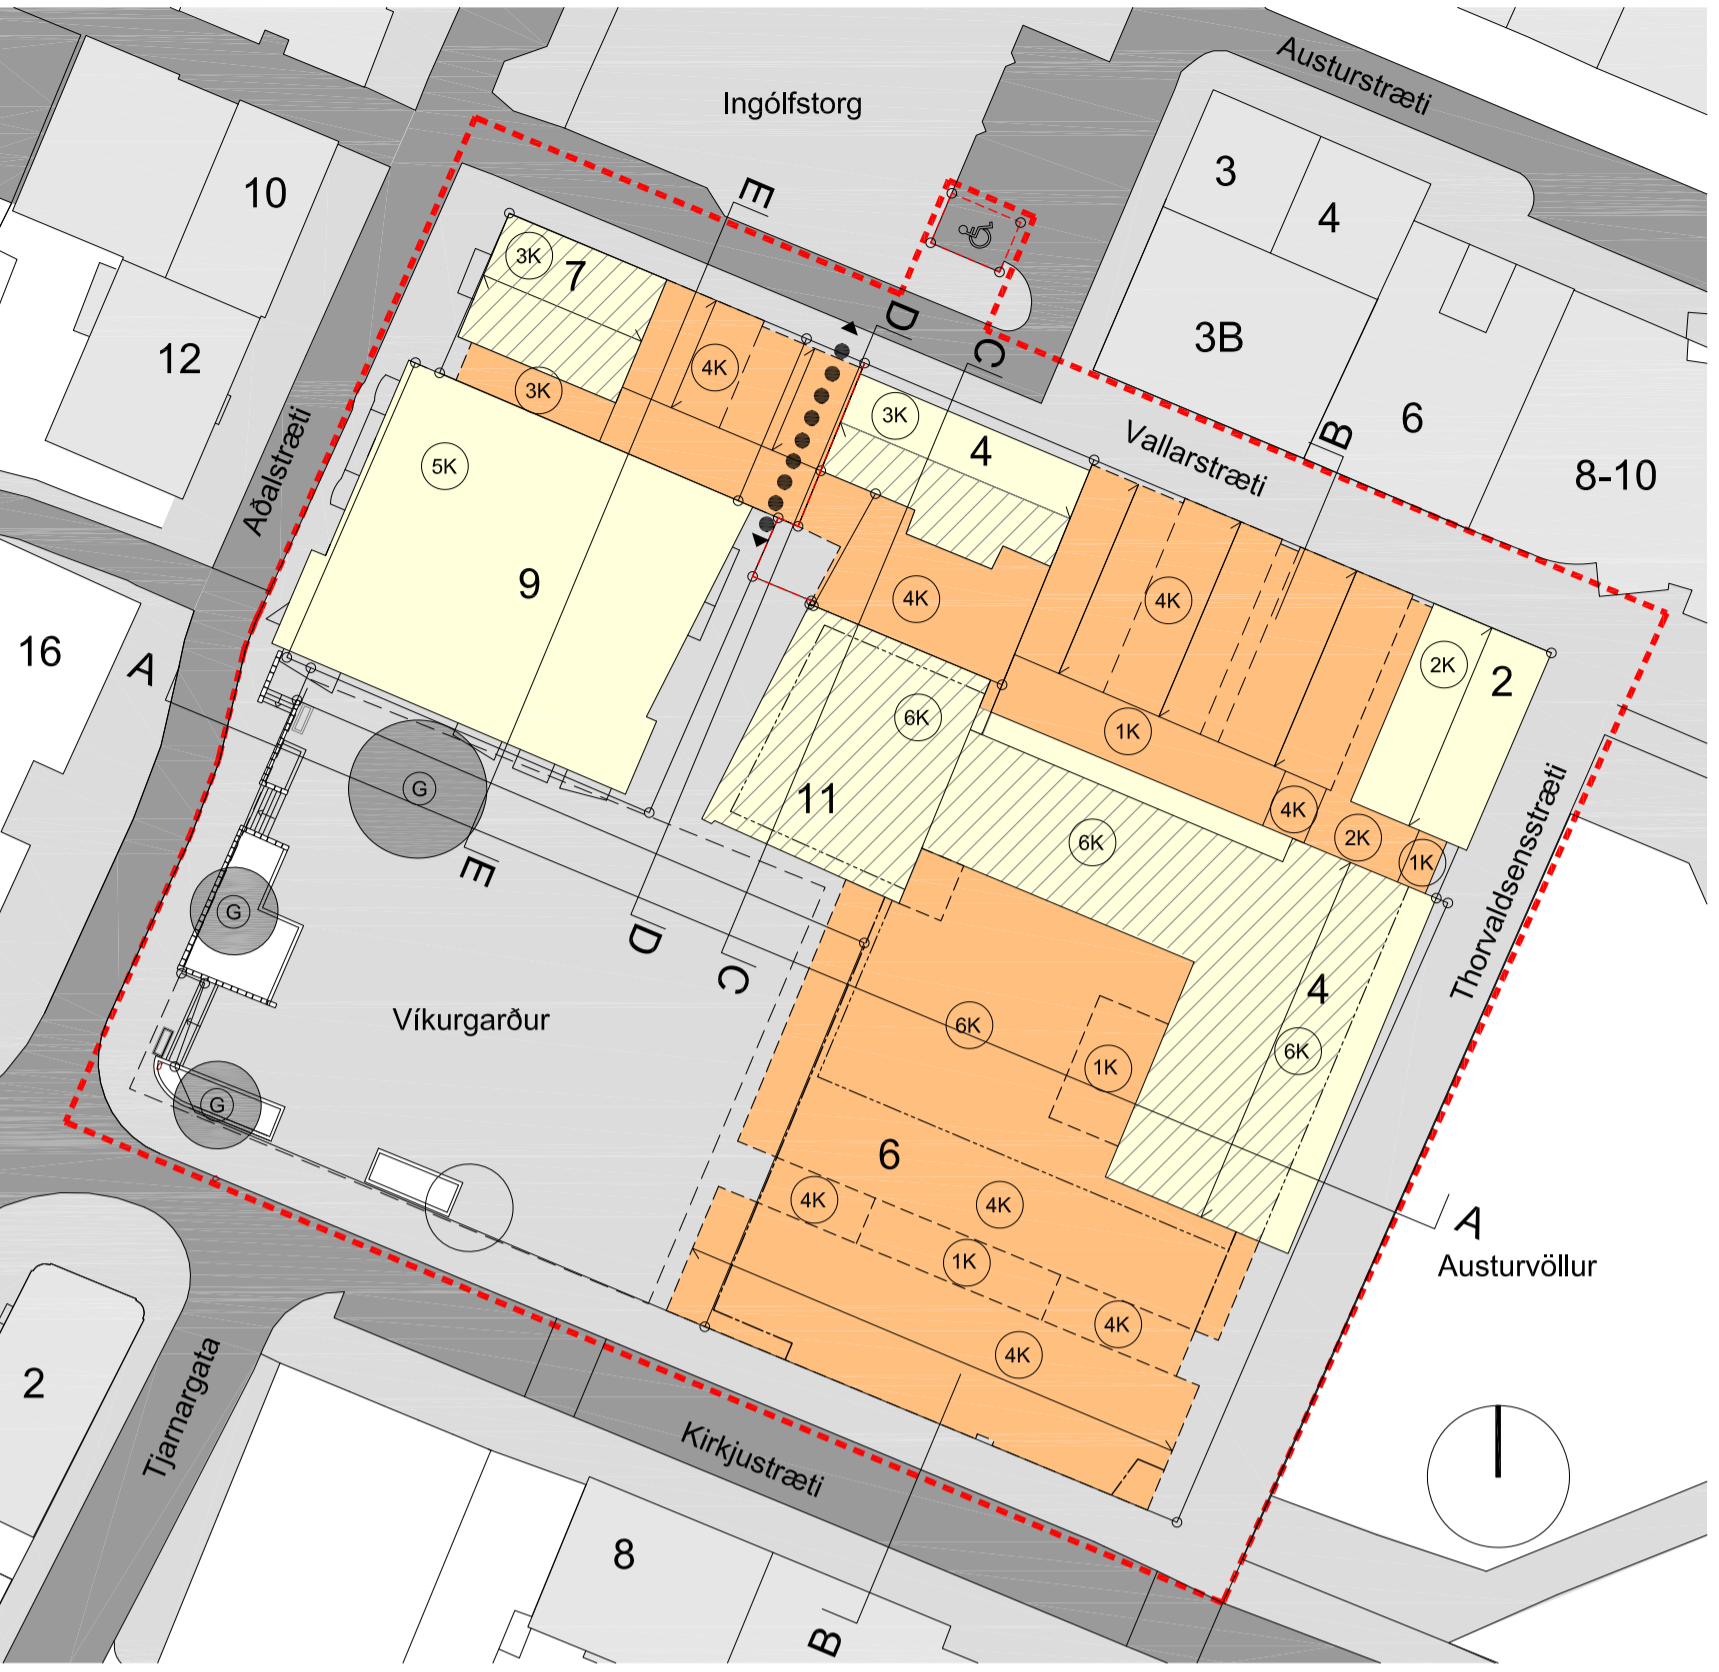 Austurstræti
Ingólfstorg
3
4
10
E
3K
7
D
C
3B
12
4K
3K
3K
4
Vallarstræti
B
6
8-10
Aðalstræti
5K
9
4K
4K
16
A
2K
2
6K
1K
G
11
4K
2K
1K
6K
E
G
D
C
Thorvaldsensstræti
4
Víkurgarður
6K
6K
1K
G
6
4K
4K
A
1K
Austurvöllur
4K
4K
2
Tjarnargata
Kirkjustræti
8
B